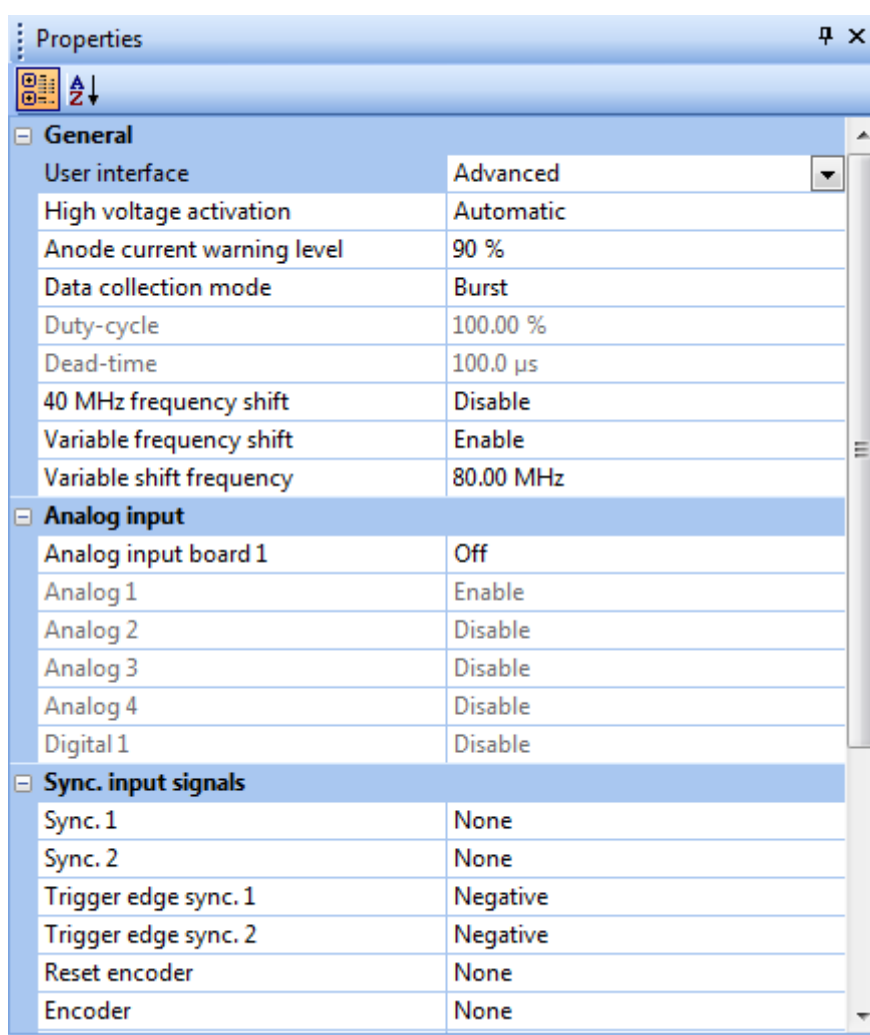 Properties
General
User interface Advanced
High voltage activation Automatic
Anode current warning level 90 %
Data collection mode Burst
Duty-cycle 100.00 %
Dead-time 100.0 µs
40 MHz frequency shift Disable
Variable frequency shift Enable
Variable shift frequency 80.00 MHz
Analog input
Analog input board 1 Off
Analog 1 Enable
Analog 2 Disable
Analog 3 Disable
Analog 4 Disable
Digital 1 Disable
Sync. input signals
Sync. 1 None
Sync. 2 None
Trigger edge sync. 1 Negative
Trigger edge sync. 2 Negative
Reset encoder None
Encoder None